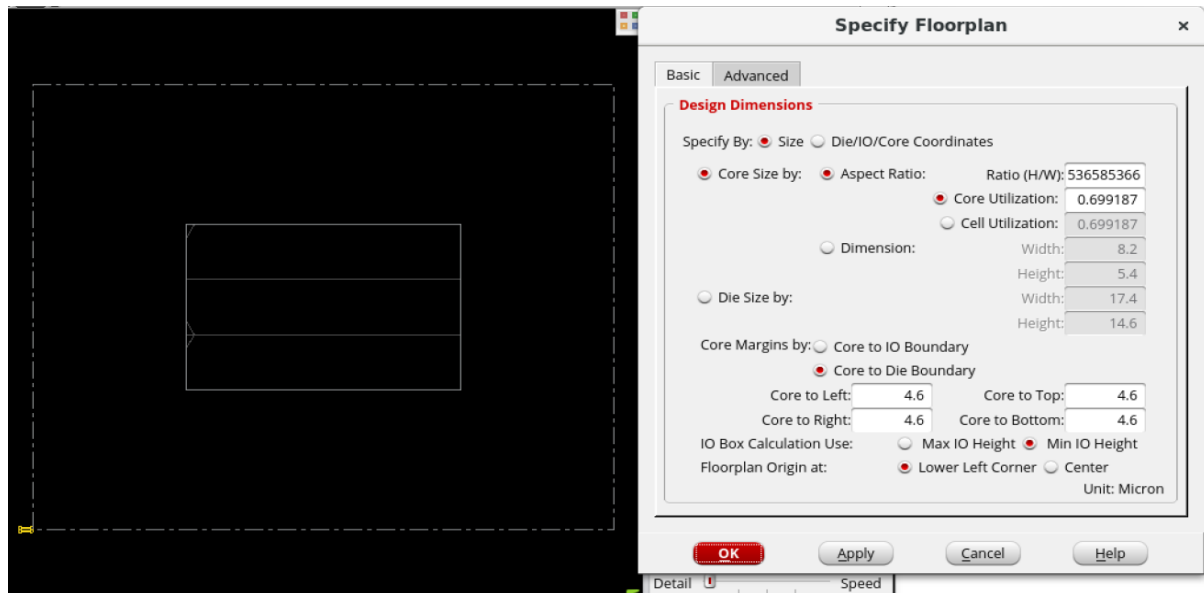 Specify Floorplan
Basic Advanced
Design Dimensions
Specify By: Size Die/IO/Core Coordinates
Core Size by: Aspect Ratio: Ratio (H/W): 536585366
Core Utilization: 0.699187
Cell Utilization: 0.699187
Dimension: Width: 8.2
Height: 5.4
Die Size by: Width: 17.4
Height: 14.6
Core Margins by: Core to IO Boundary
Core to Die Boundary
Core to Left: 4.6 Core to Top: 4.6
Core to Right: 4.6 Core to Bottom: 4.6
IO Box Calculation Use: Max IO Height Min IO Height
Floorplan Origin at: Lower Left Corner Center
Unit: Micron
OK Apply Cancel Help
Detail Speed